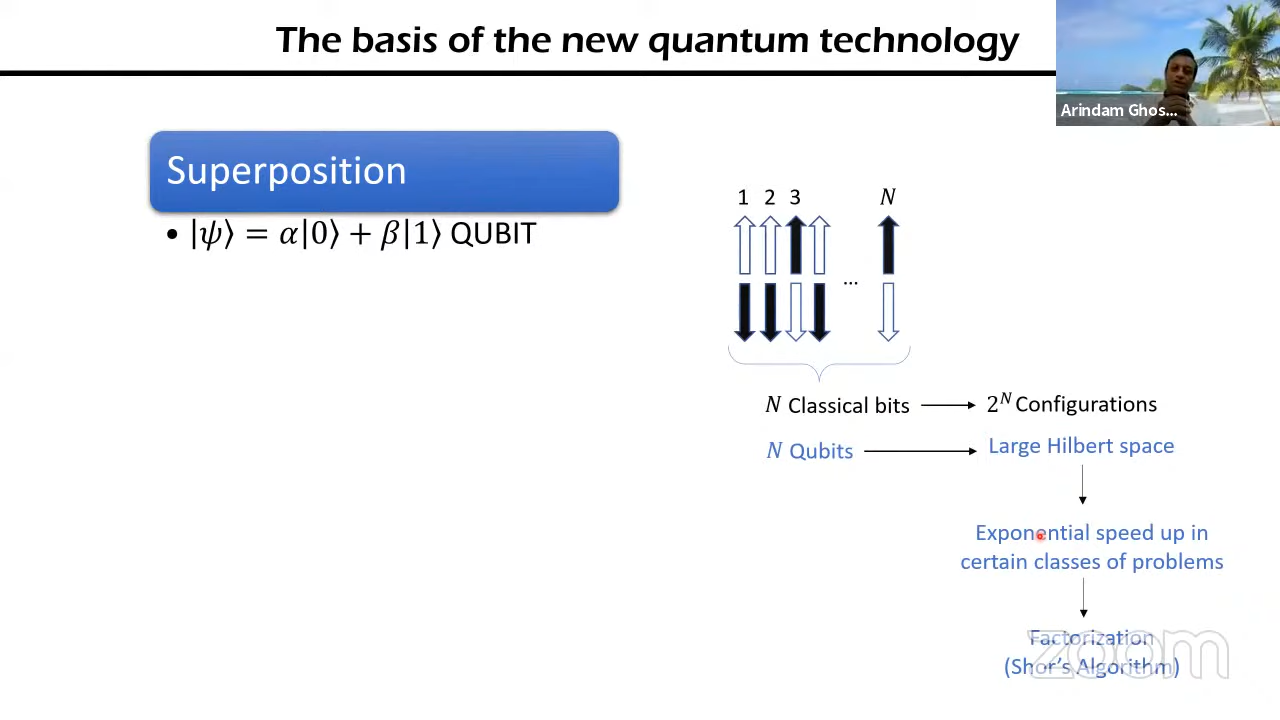 The basis of the new quantum technology
Arindam Ghos...
Superposition
• |ψ⟩ = α|0⟩ + β|1⟩ QUBIT
1 2 3 N
...
N Classical bits → 2^N Configurations
N Qubits → Large Hilbert space
Exponential speed up in
certain classes of problems
Factorization
(Shor's Algorithm)
zoom